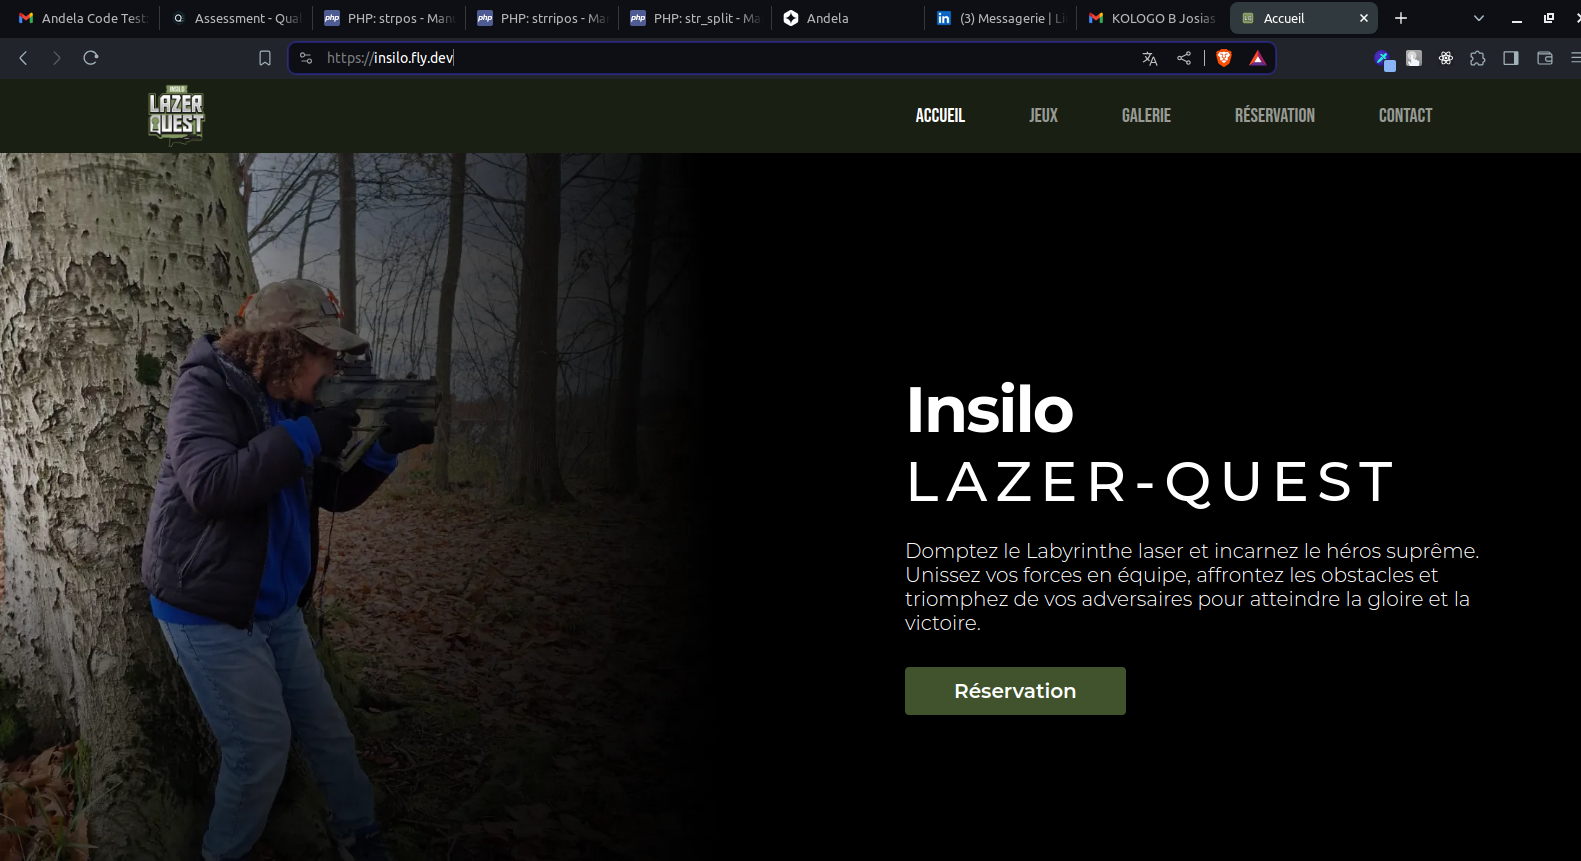 Andela Code Test:
Assessment - Qual
PHP: strpos - Manu
PHP: strripos - Man
PHP: str_split - Ma
Andela
(3) Messagerie | Li
KOLOGO B Josias
Accueil
https://insilo.fly.dev
INSILO
LAZER
QUEST
ACCUEIL
JEUX
GALERIE
RÉSERVATION
CONTACT
Insilo
LAZER-QUEST
Domptez le Labyrinthe laser et incarnez le héros suprême.
Unissez vos forces en équipe, affrontez les obstacles et
triomphez de vos adversaires pour atteindre la gloire et la
victoire.
Réservation